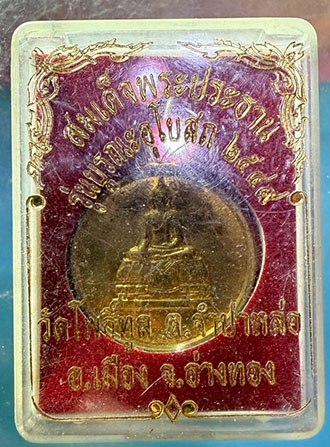 สมเด็จพระประธาน
รุ่นบูรณะอุโบสถ ๒๕๔๘
วัดโพธิ์ทูล ต.จำปาหล่อ
อ.เมือง จ.อ่างทอง